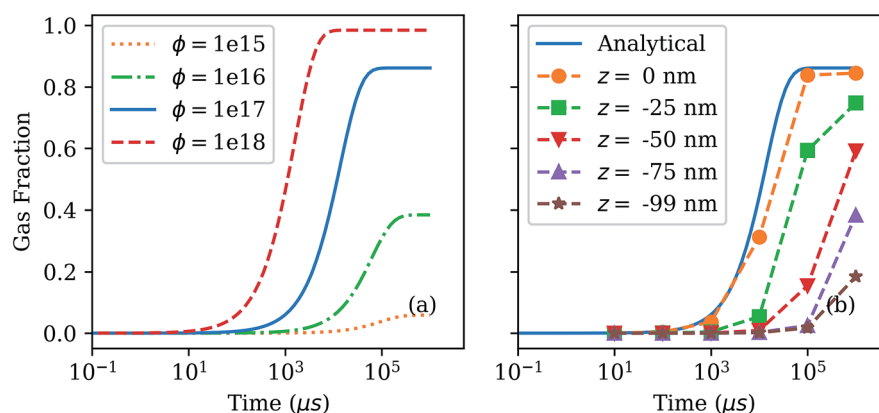 1.0
0.8
0.6
0.4
0.2
0.0
Gas Fraction
ϕ = 1e15
ϕ = 1e16
ϕ = 1e17
ϕ = 1e18
(a)
10⁻¹ 10¹ 10³ 10⁵
Time (μs)
Analytical
z = 0 nm
z = -25 nm
z = -50 nm
z = -75 nm
z = -99 nm
(b)
10⁻¹ 10¹ 10³ 10⁵
Time (μs)